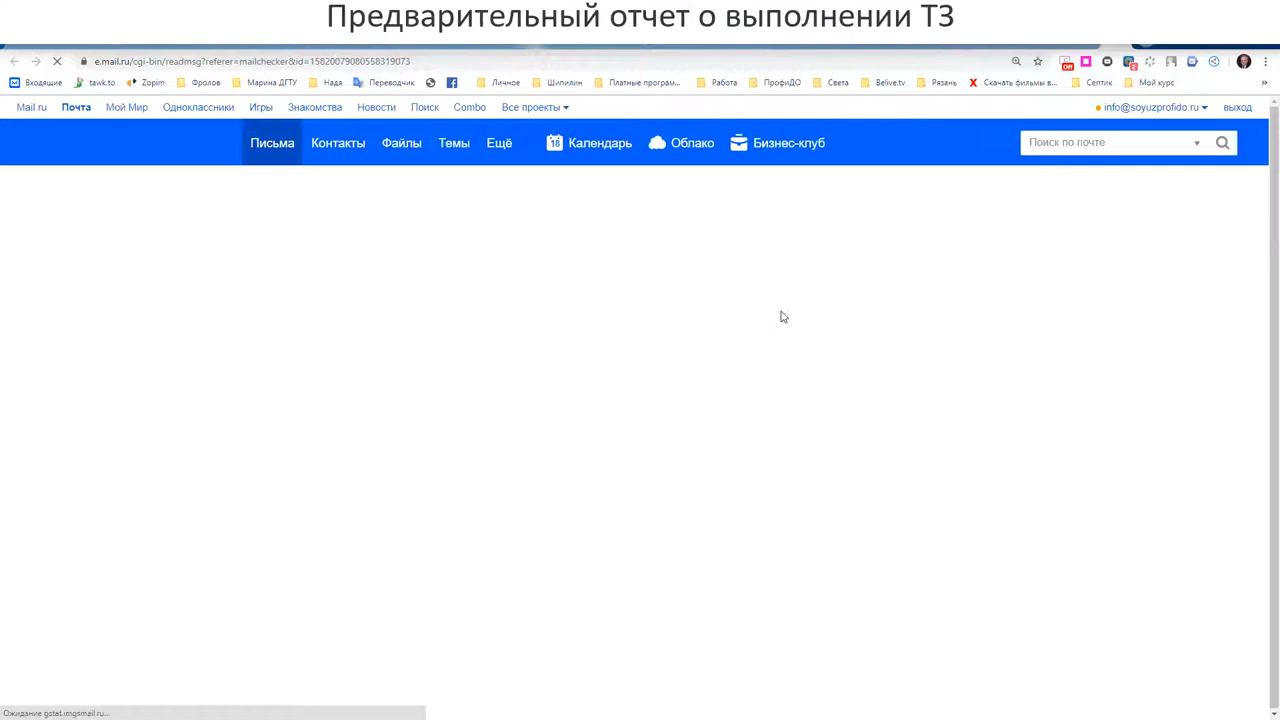 Предварительный отчет о выполнении ТЗ
e.mail.ru/cgi-bin/readmsg?referer=mailchecker&id=15820079080558819073
Off
Входящие tawk.to Zopim Фролов Марина ДГТУ Надя Переводчик Личное Шипилин Платные програм... Работа ПрофиДО Света Belive.tv Рязань Скачать фильмы в... Септик Мой курс »
Mail.ru Почта Мой Мир Одноклассники Игры Знакомства Новости Поиск Combo Все проекты info@soyuzprofido.ru выход
Письма Контакты Файлы Темы Ещё 18 Календарь Облако Бизнес-клуб Поиск по почте
Ожидание gstat.imgsmail.ru...